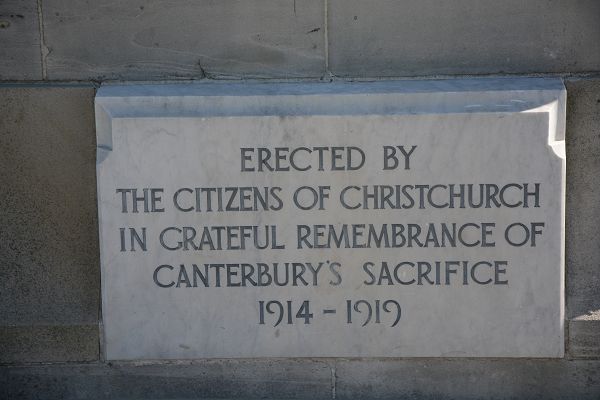 ERECTED BY
THE CITIZENS OF CHRISTCHURCH
IN GRATEFUL REMEMBRANCE OF
CANTERBURY'S SACRIFICE
1914 - 1919